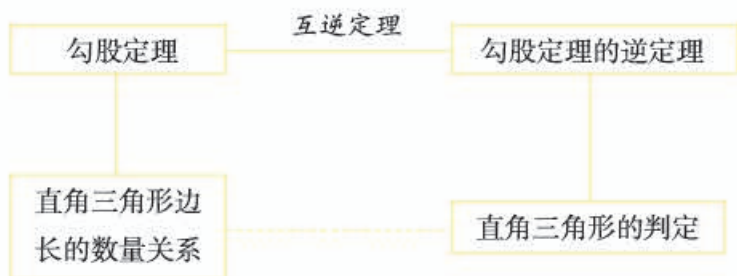 互逆定理
勾股定理
勾股定理的逆定理
直角三角形边
长的数量关系
直角三角形的判定